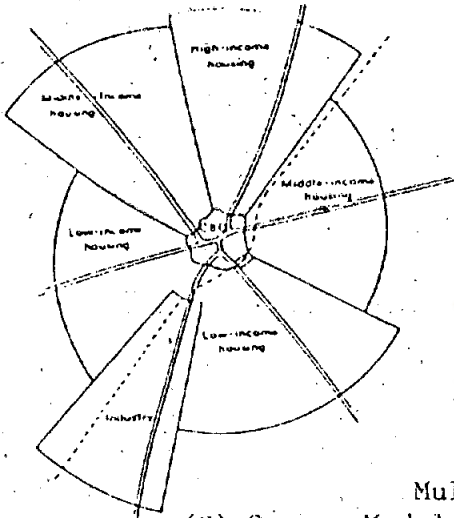 High-income
housing
Middle-income
housing
Middle-income
housing
CBD
Low-income
housing
Low-income
housing
Industry
Mul